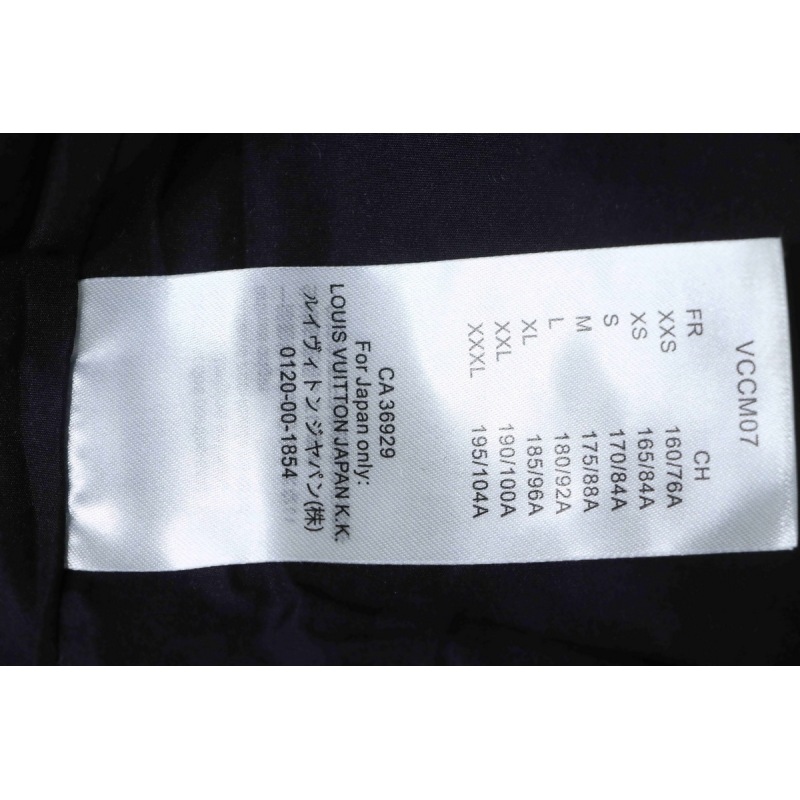 VCCM07
FR CH
XXS 160/76A
XS 165/84A
S 170/84A
M 175/88A
L 180/92A
XL 185/96A
XXL 190/100A
XXXL 195/104A
CA 36929
For Japan only:
LOUIS VUITTON JAPAN K.K.
ルイ ヴィトン ジャパン(株)
0120-00-1854